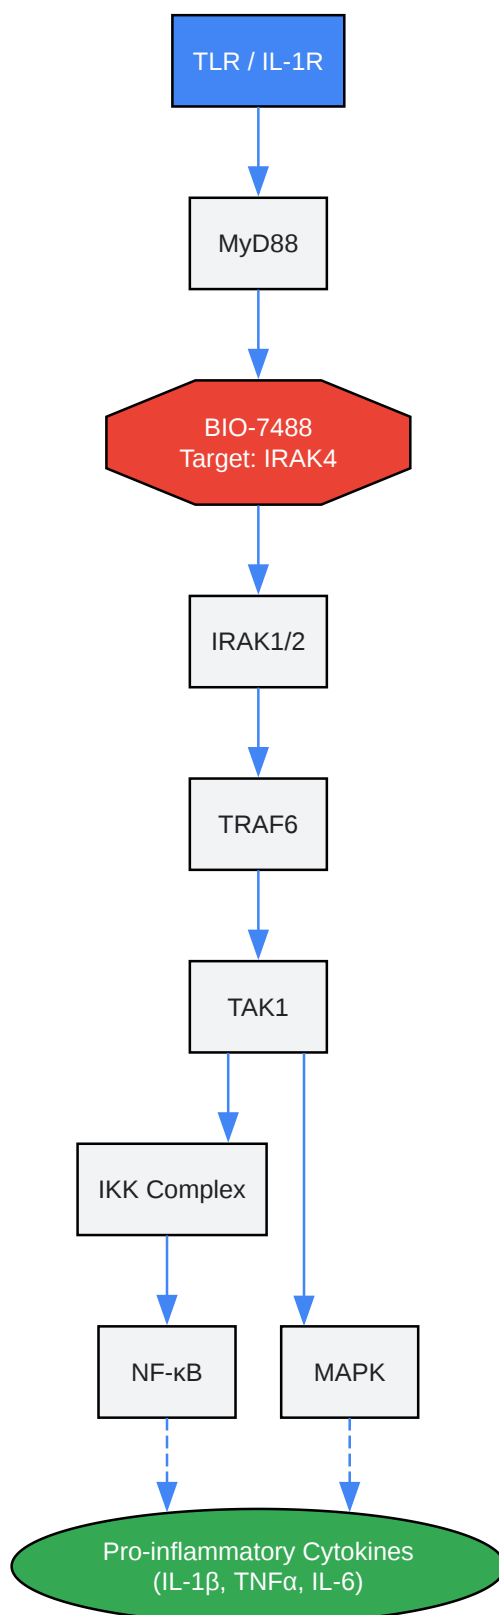 TLR / IL-1R
MyD88
BIO-7488
Target: IRAK4
IRAK1/2
TRAF6
TAK1
IKK Complex
NF-κB
MAPK
Pro-inflammatory Cytokines
(IL-1β, TNFα, IL-6)